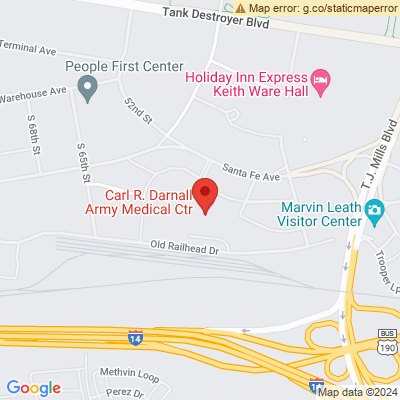 Map error: g.co/staticmaperror
Tank Destroyer Blvd
Terminal Ave
People First Center
Holiday Inn Express
Keith Ware Hall
Warehouse Ave
52nd St
S 68th St
S 65th St
T.J. Mills Blvd
Santa Fe Ave
Carl R. Darnall
Army Medical Ctr
Marvin Leath
Visitor Center
Old Railhead Dr
Trooper Lp
14
BUS
190
14
Methvin Loop
Perez Dr
Google
Map data ©2024